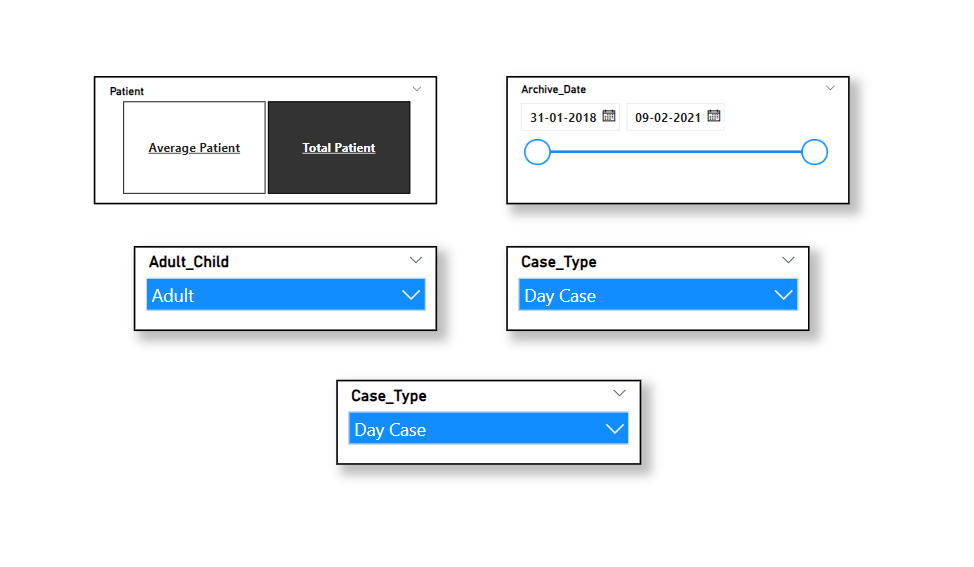 Patient
Average Patient
Total Patient
Archive_Date
31-01-2018
09-02-2021
Adult_Child
Adult
Case_Type
Day Case
Case_Type
Day Case